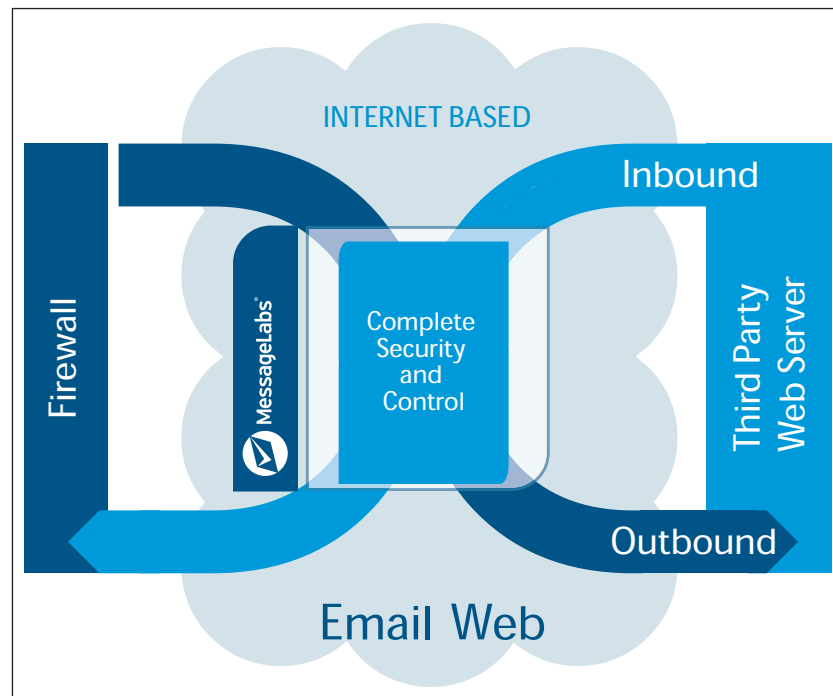 INTERNET BASED
Inbound
Firewall
MessageLabs®
Complete
Security
and
Control
Third Party
Web Server
Outbound
Email Web